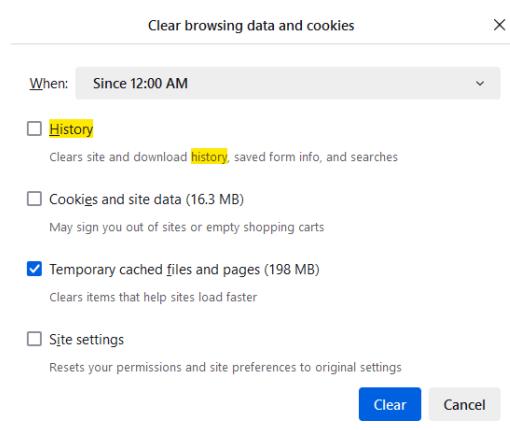 Clear browsing data and cookies
When: Since 12:00 AM
History
Clears site and download history, saved form info, and searches
Cookies and site data (16.3 MB)
May sign you out of sites or empty shopping carts
Temporary cached files and pages (198 MB)
Clears items that help sites load faster
Site settings
Resets your permissions and site preferences to original settings
Clear Cancel